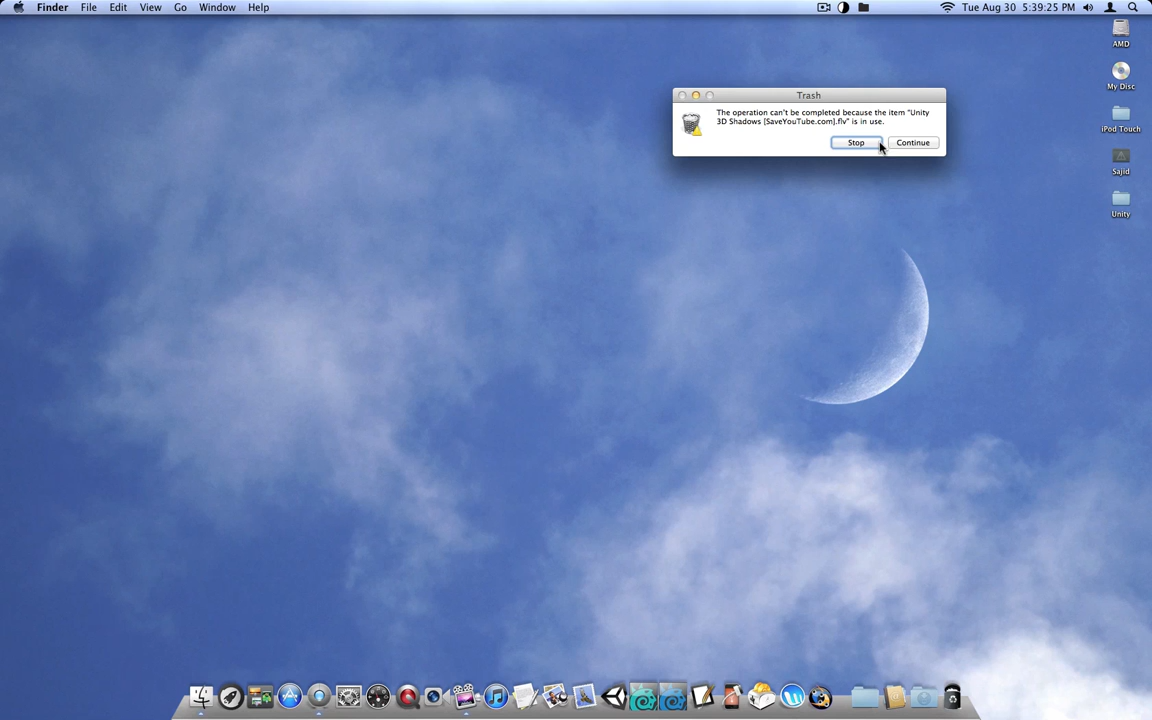 Finder File Edit View Go Window Help Tue Aug 30 5:39:25 PM
AMD
My Disc
iPod Touch
Sajid
Unity
Trash
The operation can't be completed because the item "Unity
3D Shadows [SaveYouTube.com].flv" is in use.
Stop Continue